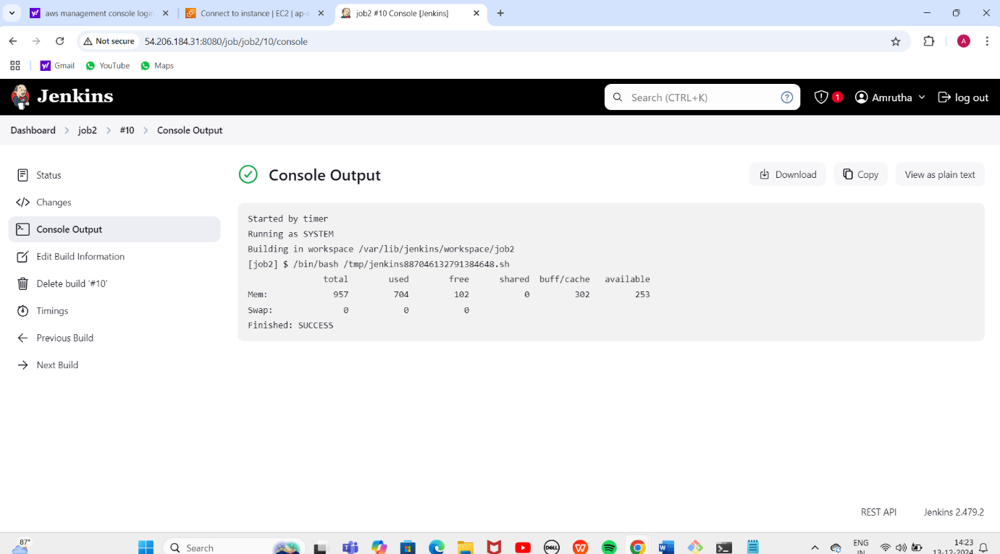 aws management console login
Connect to instance | EC2 | ap-s
job2 #10 Console [Jenkins]
Not secure
54.206.184.31:8080/job/job2/10/console
A
Gmail
YouTube
Maps
Jenkins
Search (CTRL+K)
?
1
Amrutha
log out
Dashboard > job2 > #10 > Console Output
Status
Changes
Console Output
Edit Build Information
Delete build ‘#10’
Timings
Previous Build
Next Build
Console Output
Download
Copy
View as plain text
Started by timer
Running as SYSTEM
Building in workspace /var/lib/jenkins/workspace/job2
[job2] $ /bin/bash /tmp/jenkins887046132791384648.sh
total used free shared buff/cache available
Mem: 957 704 102 0 302 253
Swap: 0 0 0
Finished: SUCCESS
REST API
Jenkins 2.479.2
87°
Search
DELL
W
W
ENG
IN
14:23
13-12-2024